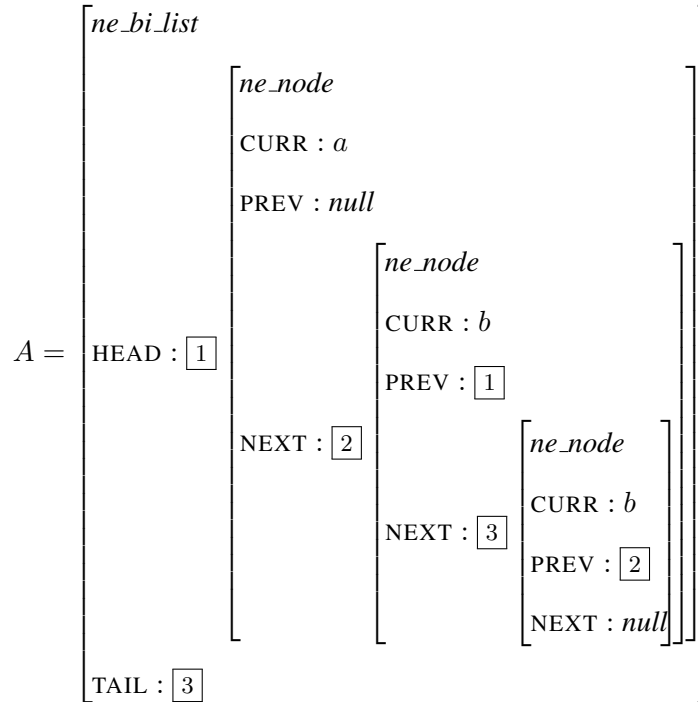 ne_bi_list
ne_node
CURR : a
PREV : null
ne_node
CURR : b
A = HEAD : 1
PREV : 1
NEXT : 2
ne_node
CURR : b
NEXT : 3
PREV : 2
NEXT : null
TAIL : 3